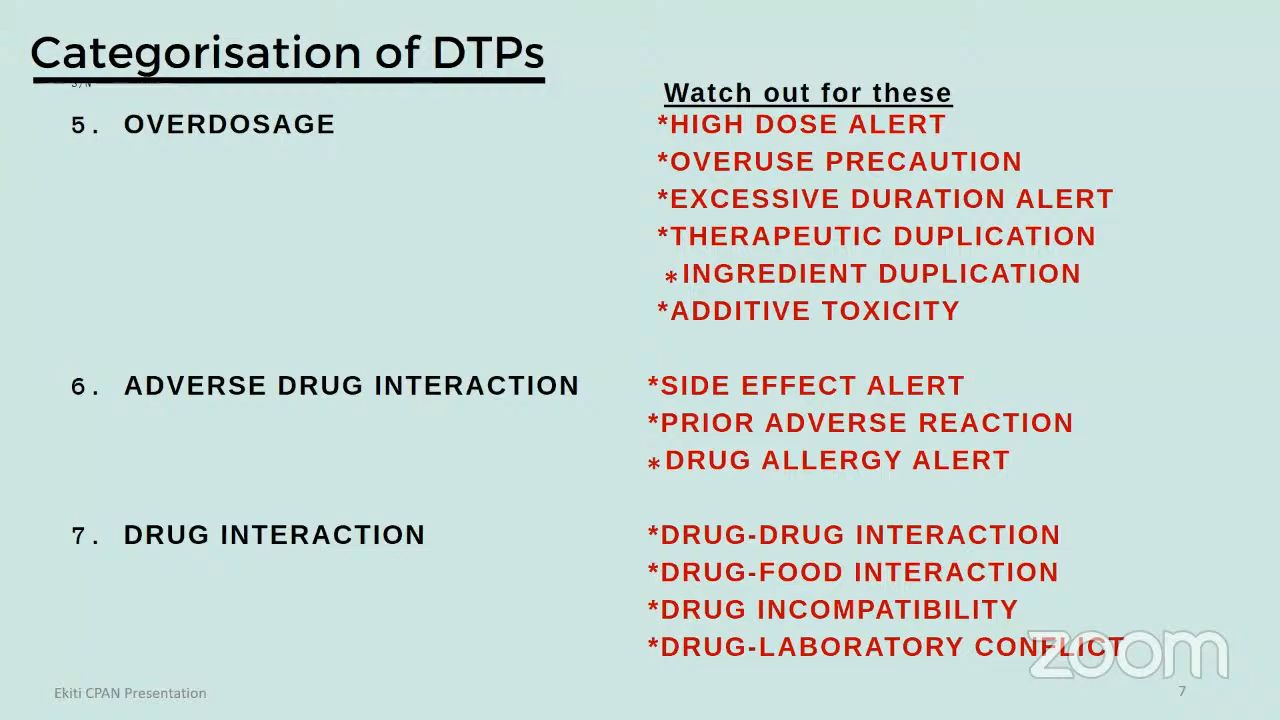 Categorisation of DTPs
S/N
Watch out for these
5. OVERDOSAGE
*HIGH DOSE ALERT
*OVERUSE PRECAUTION
*EXCESSIVE DURATION ALERT
*THERAPEUTIC DUPLICATION
*INGREDIENT DUPLICATION
*ADDITIVE TOXICITY
6. ADVERSE DRUG INTERACTION
*SIDE EFFECT ALERT
*PRIOR ADVERSE REACTION
*DRUG ALLERGY ALERT
7. DRUG INTERACTION
*DRUG-DRUG INTERACTION
*DRUG-FOOD INTERACTION
*DRUG INCOMPATIBILITY
*DRUG-LABORATORY CONFLICT
zoom
Ekiti CPAN Presentation
7